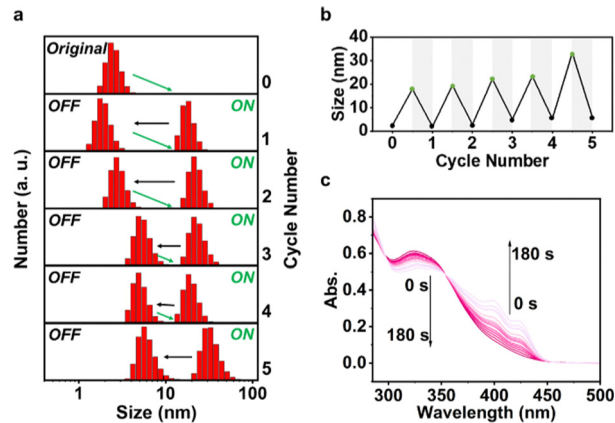 a
Original
0
OFF
ON
1
OFF
ON
2
OFF
ON
3
OFF
ON
4
OFF
ON
5
Number (a. u.)
Cycle Number
1
10
100
Size (nm)
b
40
30
20
10
0
Size (nm)
0
1
2
3
4
5
Cycle Number
c
0.8
0.6
0.4
0.2
0.0
Abs.
0 s
180 s
180 s
0 s
300
350
400
450
500
Wavelength (nm)